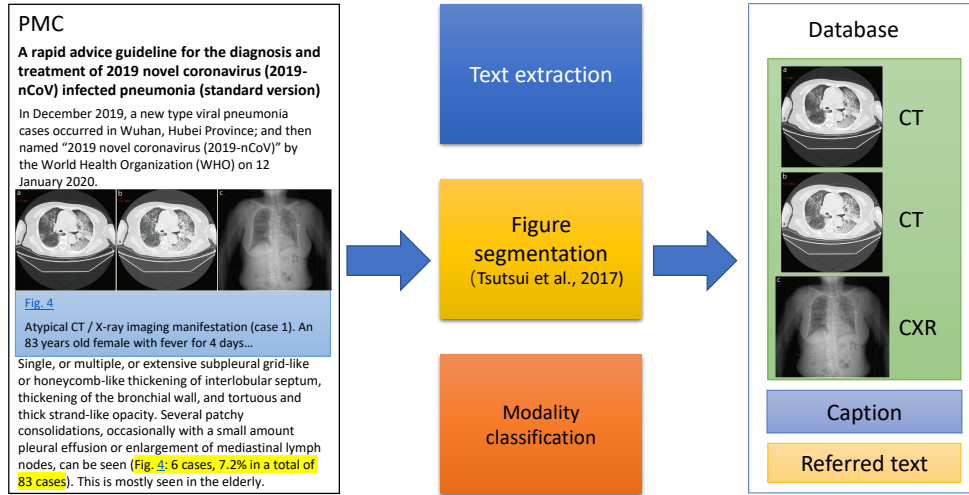 PMC
A rapid advice guideline for the diagnosis and
treatment of 2019 novel coronavirus (2019-
nCoV) infected pneumonia (standard version)
In December 2019, a new type viral pneumonia
cases occurred in Wuhan, Hubei Province; and then
named “2019 novel coronavirus (2019-nCoV)” by
the World Health Organization (WHO) on 12
January 2020.
a
b
c
Fig. 4
Atypical CT / X-ray imaging manifestation (case 1). An
83 years old female with fever for 4 days…
Single, or multiple, or extensive subpleural grid-like
or honeycomb-like thickening of interlobular septum,
thickening of the bronchial wall, and tortuous and
thick strand-like opacity. Several patchy
consolidations, occasionally with a small amount
pleural effusion or enlargement of mediastinal lymph
nodes, can be seen (Fig. 4: 6 cases, 7.2% in a total of
83 cases). This is mostly seen in the elderly.
Text extraction
Figure
segmentation
(Tsutsui et al., 2017)
Modality
classification
Database
a
CT
b
CT
c
CXR
Caption
Referred text